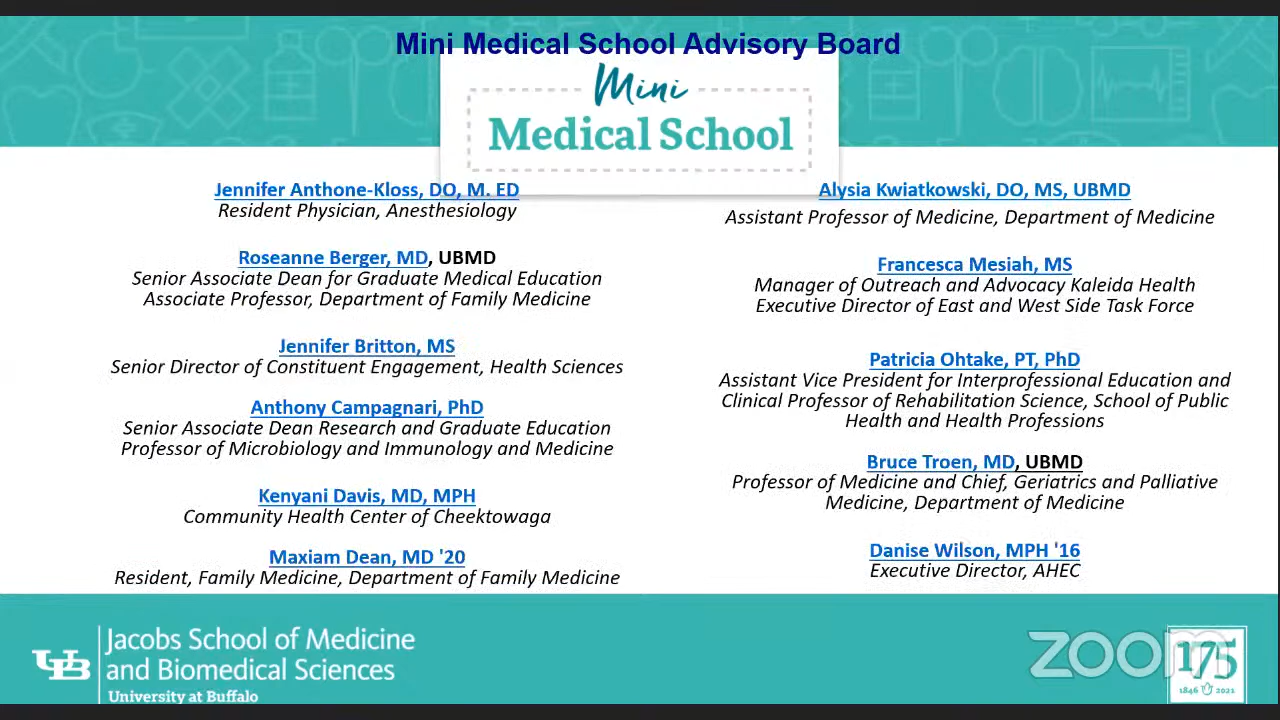 Mini Medical School Advisory Board
Mini
Medical School
Jennifer Anthone-Kloss, DO, M. ED
Resident Physician, Anesthesiology
Roseanne Berger, MD, UBMD
Senior Associate Dean for Graduate Medical Education
Associate Professor, Department of Family Medicine
Jennifer Britton, MS
Senior Director of Constituent Engagement, Health Sciences
Anthony Campagnari, PhD
Senior Associate Dean Research and Graduate Education
Professor of Microbiology and Immunology and Medicine
Kenyani Davis, MD, MPH
Community Health Center of Cheektowaga
Maxiam Dean, MD '20
Resident, Family Medicine, Department of Family Medicine
Alysia Kwiatkowski, DO, MS, UBMD
Assistant Professor of Medicine, Department of Medicine
Francesca Mesiah, MS
Manager of Outreach and Advocacy Kaleida Health
Executive Director of East and West Side Task Force
Patricia Ohtake, PT, PhD
Assistant Vice President for Interprofessional Education and
Clinical Professor of Rehabilitation Science, School of Public
Health and Health Professions
Bruce Troen, MD, UBMD
Professor of Medicine and Chief, Geriatrics and Palliative
Medicine, Department of Medicine
Danise Wilson, MPH '16
Executive Director, AHEC
UB
Jacobs School of Medicine
and Biomedical Sciences
University at Buffalo
zoom
175
1846 2021